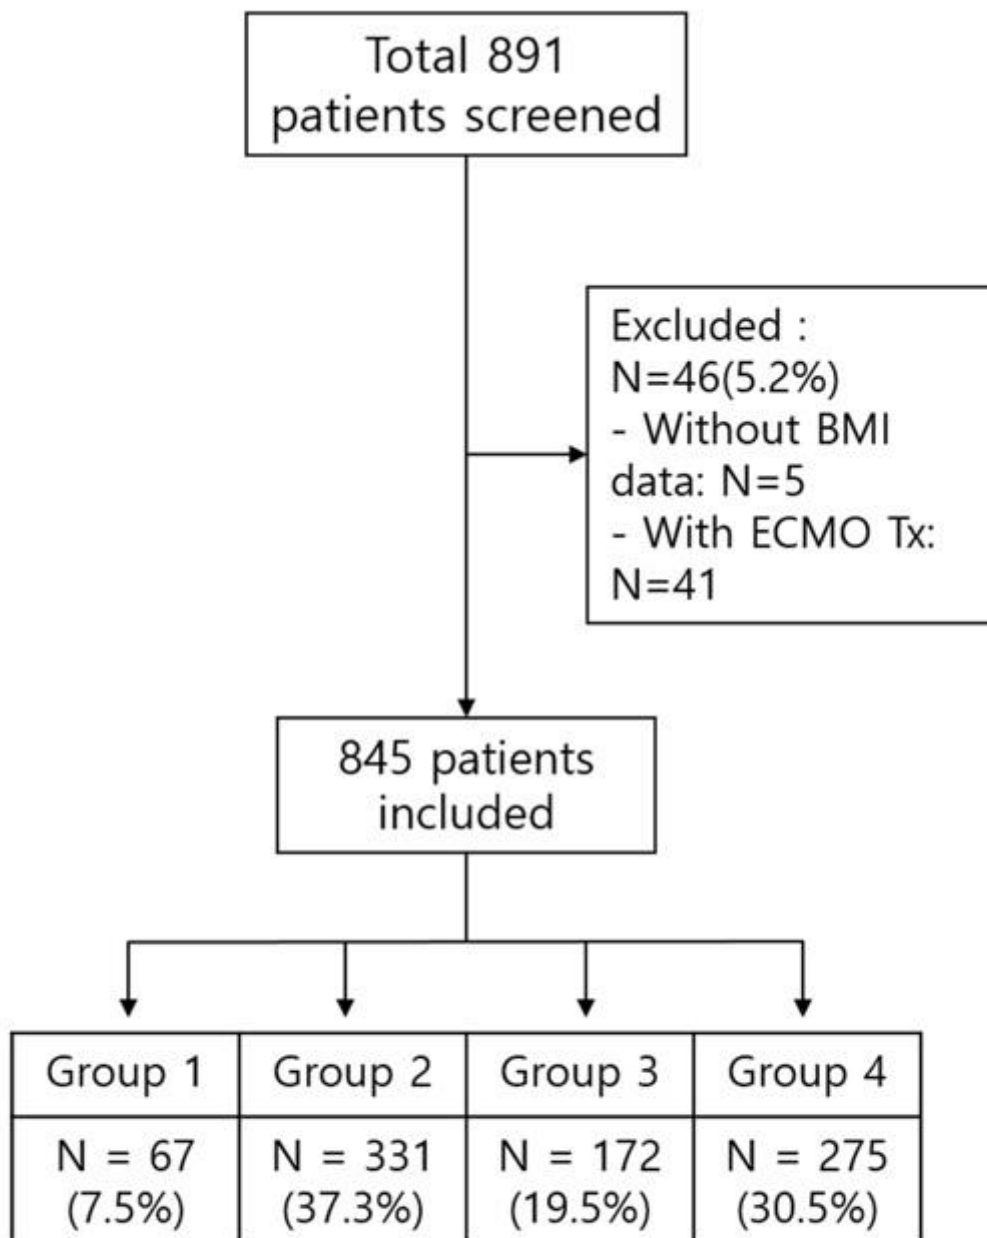 Total 891
patients screened
Excluded :
N=46(5.2%)
- Without BMI
data: N=5
- With ECMO Tx:
N=41
845 patients
included
Group 1
Group 2
Group 3
Group 4
N = 67
(7.5%)
N = 331
(37.3%)
N = 172
(19.5%)
N = 275
(30.5%)